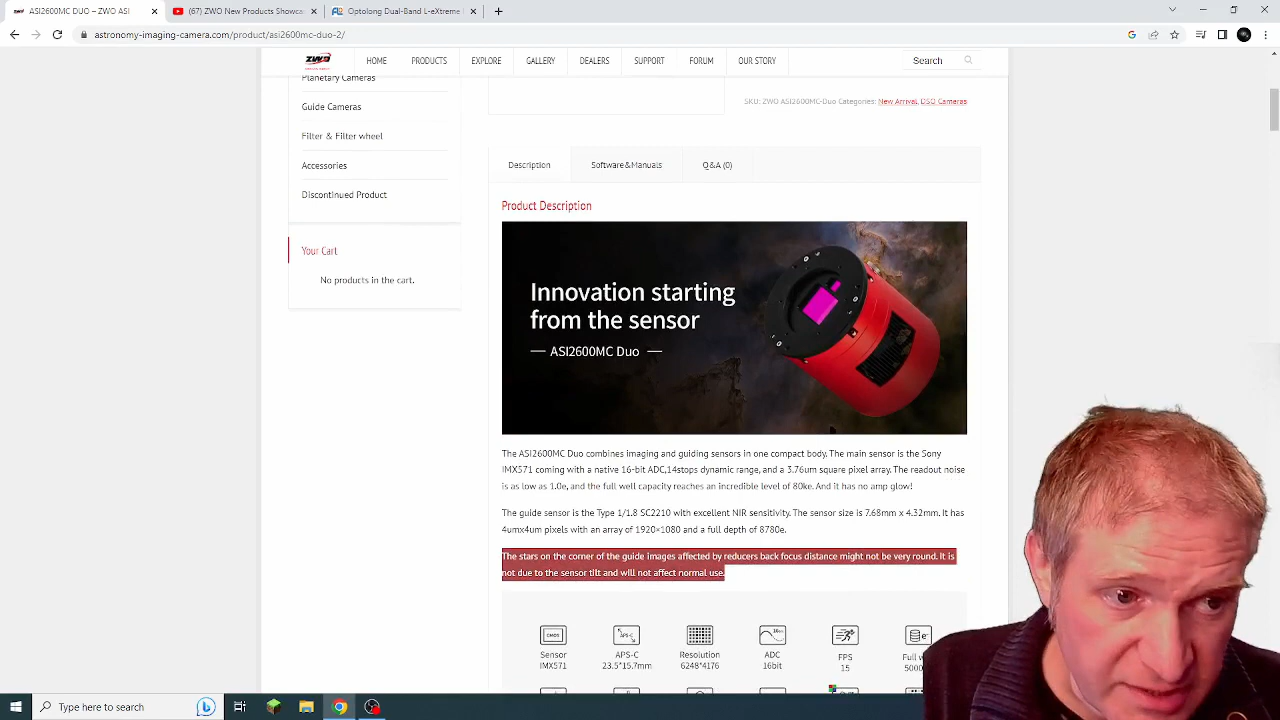 ASI2600MC DUO – ZWO ASI
(67) ZWO New Products Showcas
Optolong Dual-Band L-eXtreme
astronomy-imaging-camera.com/product/asi2600mc-duo-2/
ZWO
HOME
PRODUCTS
EXPLORE
GALLERY
DEALERS
SUPPORT
FORUM
OUR STORY
Search
Planetary Cameras
Guide Cameras
Filter & Filter wheel
Accessories
Discontinued Product
Your Cart
No products in the cart.
SKU: ZWO ASI2600MC-Duo Categories: New Arrival, DSO Cameras
Description
Software&Manuals
Q&A (0)
Product Description
Innovation starting
from the sensor
— ASI2600MC Duo —
The ASI2600MC Duo combines imaging and guiding sensors in one compact body. The main sensor is the Sony
IMX571 coming with a native 16-bit ADC,14stops dynamic range, and a 3.76um square pixel array. The readout noise
is as low as 1.0e, and the full well capacity reaches an incredible level of 80ke. And it has no amp glow!
The guide sensor is the Type 1/1.8 SC2210 with excellent NIR sensitivity. The sensor size is 7.68mm x 4.32mm. It has
4um×4um pixels with an array of 1920×1080 and a full depth of 8780e.
The stars on the corner of the guide images affected by reducers back focus distance might not be very round. It is
not due to the sensor tilt and will not affect normal use.
CMOS
Sensor
IMX571
APS-C
APS-C
23.5*15.7mm
Resolution
6248*4176
16bit
ADC
16bit
FPS
15
e-
Full w
5000
Type here to search